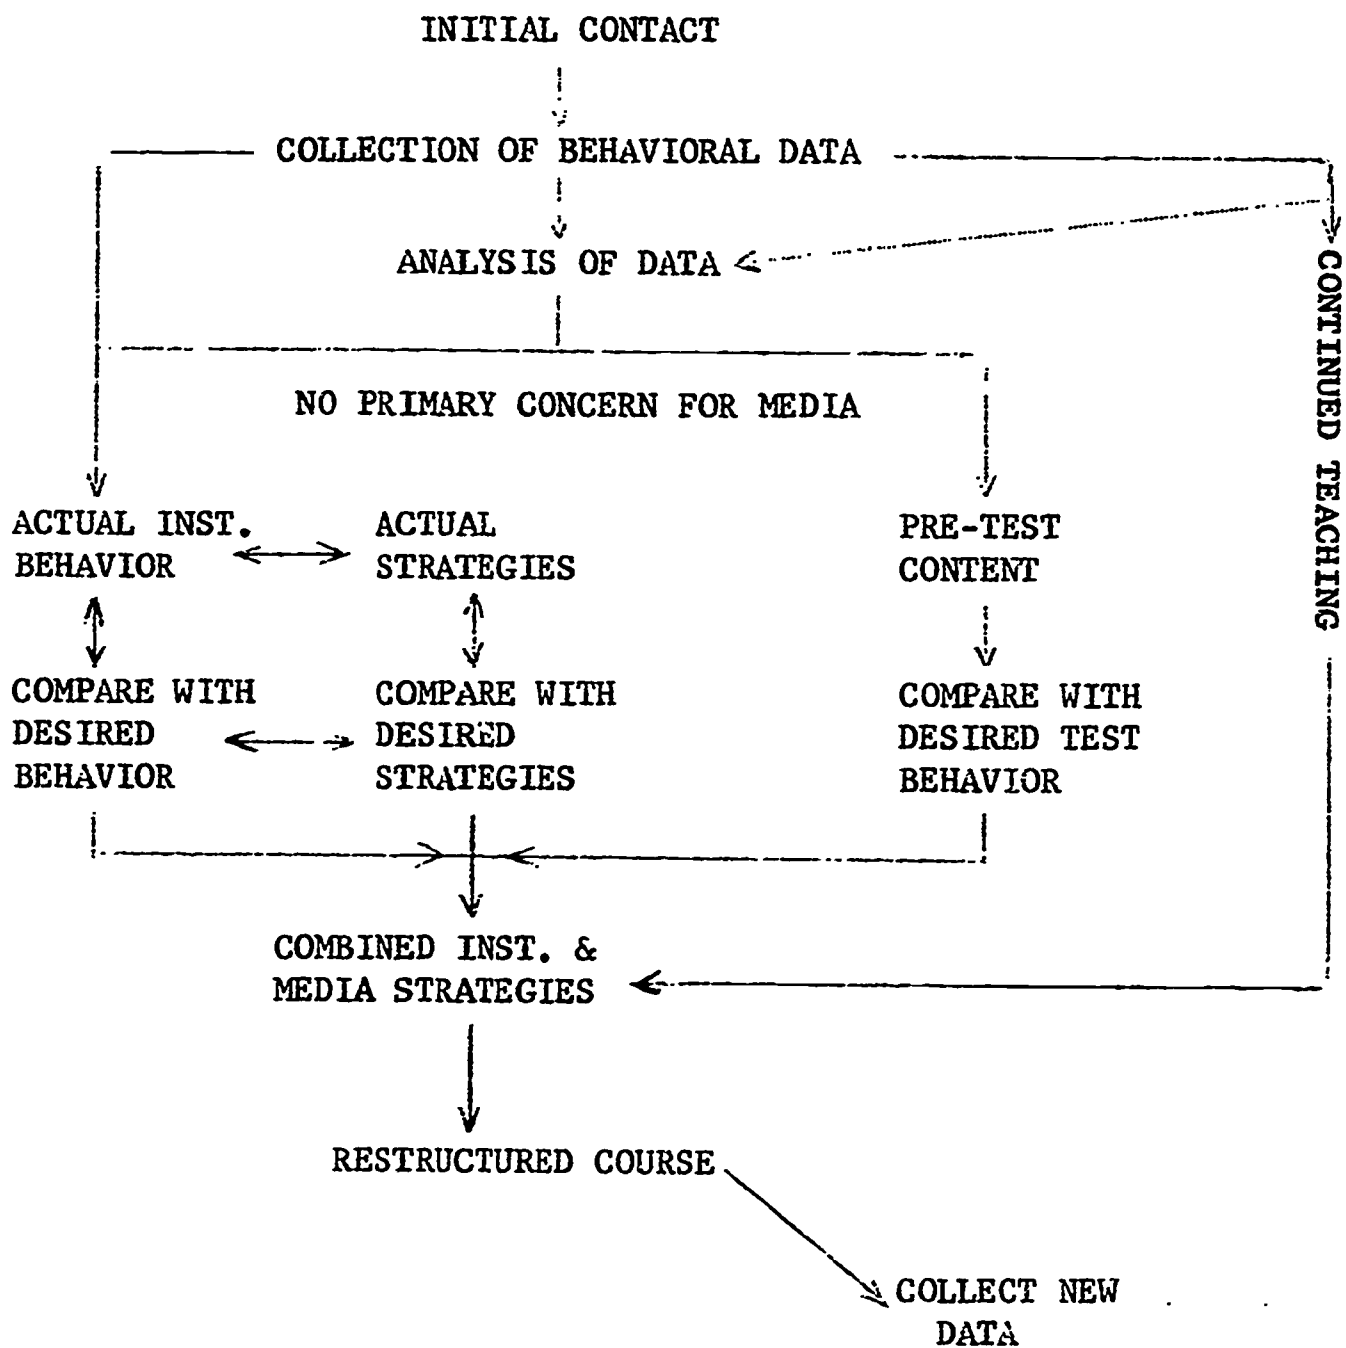 INITIAL CONTACT
COLLECTION OF BEHAVIORAL DATA
ANALYSIS OF DATA
CONTINUED TEACHING
NO PRIMARY CONCERN FOR MEDIA
ACTUAL INST.
BEHAVIOR
ACTUAL
STRATEGIES
PRE-TEST
CONTENT
COMPARE WITH
DESIRED
BEHAVIOR
COMPARE WITH
DESIRED
STRATEGIES
COMPARE WITH
DESIRED TEST
BEHAVIOR
COMBINED INST. &
MEDIA STRATEGIES
RESTRUCTURED COURSE
COLLECT NEW
DATA